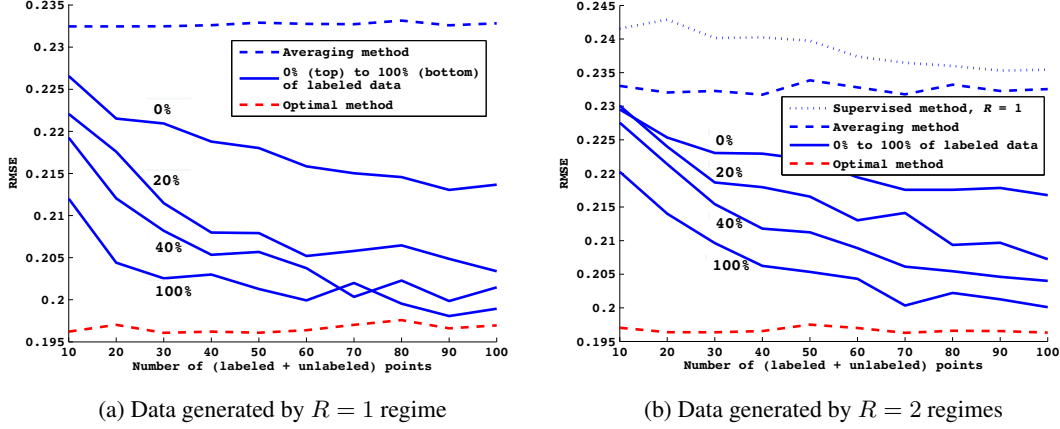 0.235
0.23
0.225
0.22
0.215
0.21
0.205
0.2
0.195
RMSE
Averaging method
0% (top) to 100% (bottom)
of labeled data
Optimal method
0%
20%
40%
100%
10 20 30 40 50 60 70 80 90 100
Number of (labeled + unlabeled) points
(a) Data generated by R = 1 regime
0.245
0.24
0.235
0.23
0.225
0.22
0.215
0.21
0.205
0.2
0.195
RMSE
Supervised method, R = 1
Averaging method
0% to 100% of labeled data
Optimal method
0%
20%
40%
100%
10 20 30 40 50 60 70 80 90 100
Number of (labeled + unlabeled) points
(b) Data generated by R = 2 regimes